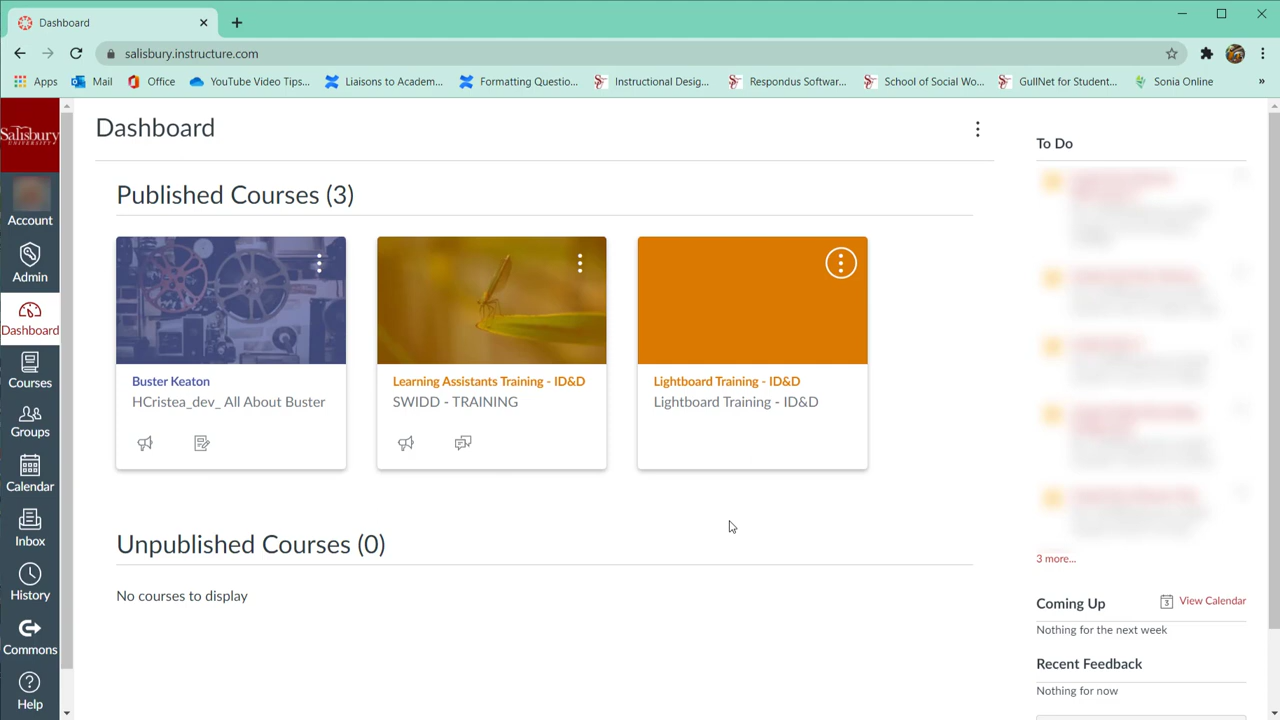 Dashboard
salisbury.instructure.com
Apps
Mail
Office
YouTube Video Tips...
Liaisons to Academ...
Formatting Questio...
Instructional Desig...
Respondus Softwar...
School of Social Wo...
GullNet for Student...
Sonia Online
»
Salisbury
UNIVERSITY
Account
Admin
Dashboard
Courses
Groups
Calendar
Inbox
History
Commons
Help
Dashboard
Published Courses (3)
Buster Keaton
HCristea_dev_ All About Buster
Learning Assistants Training - ID&D
SWIDD - TRAINING
Lightboard Training - ID&D
Lightboard Training - ID&D
Unpublished Courses (0)
No courses to display
To Do
3 more...
Coming Up
3
View Calendar
Nothing for the next week
Recent Feedback
Nothing for now